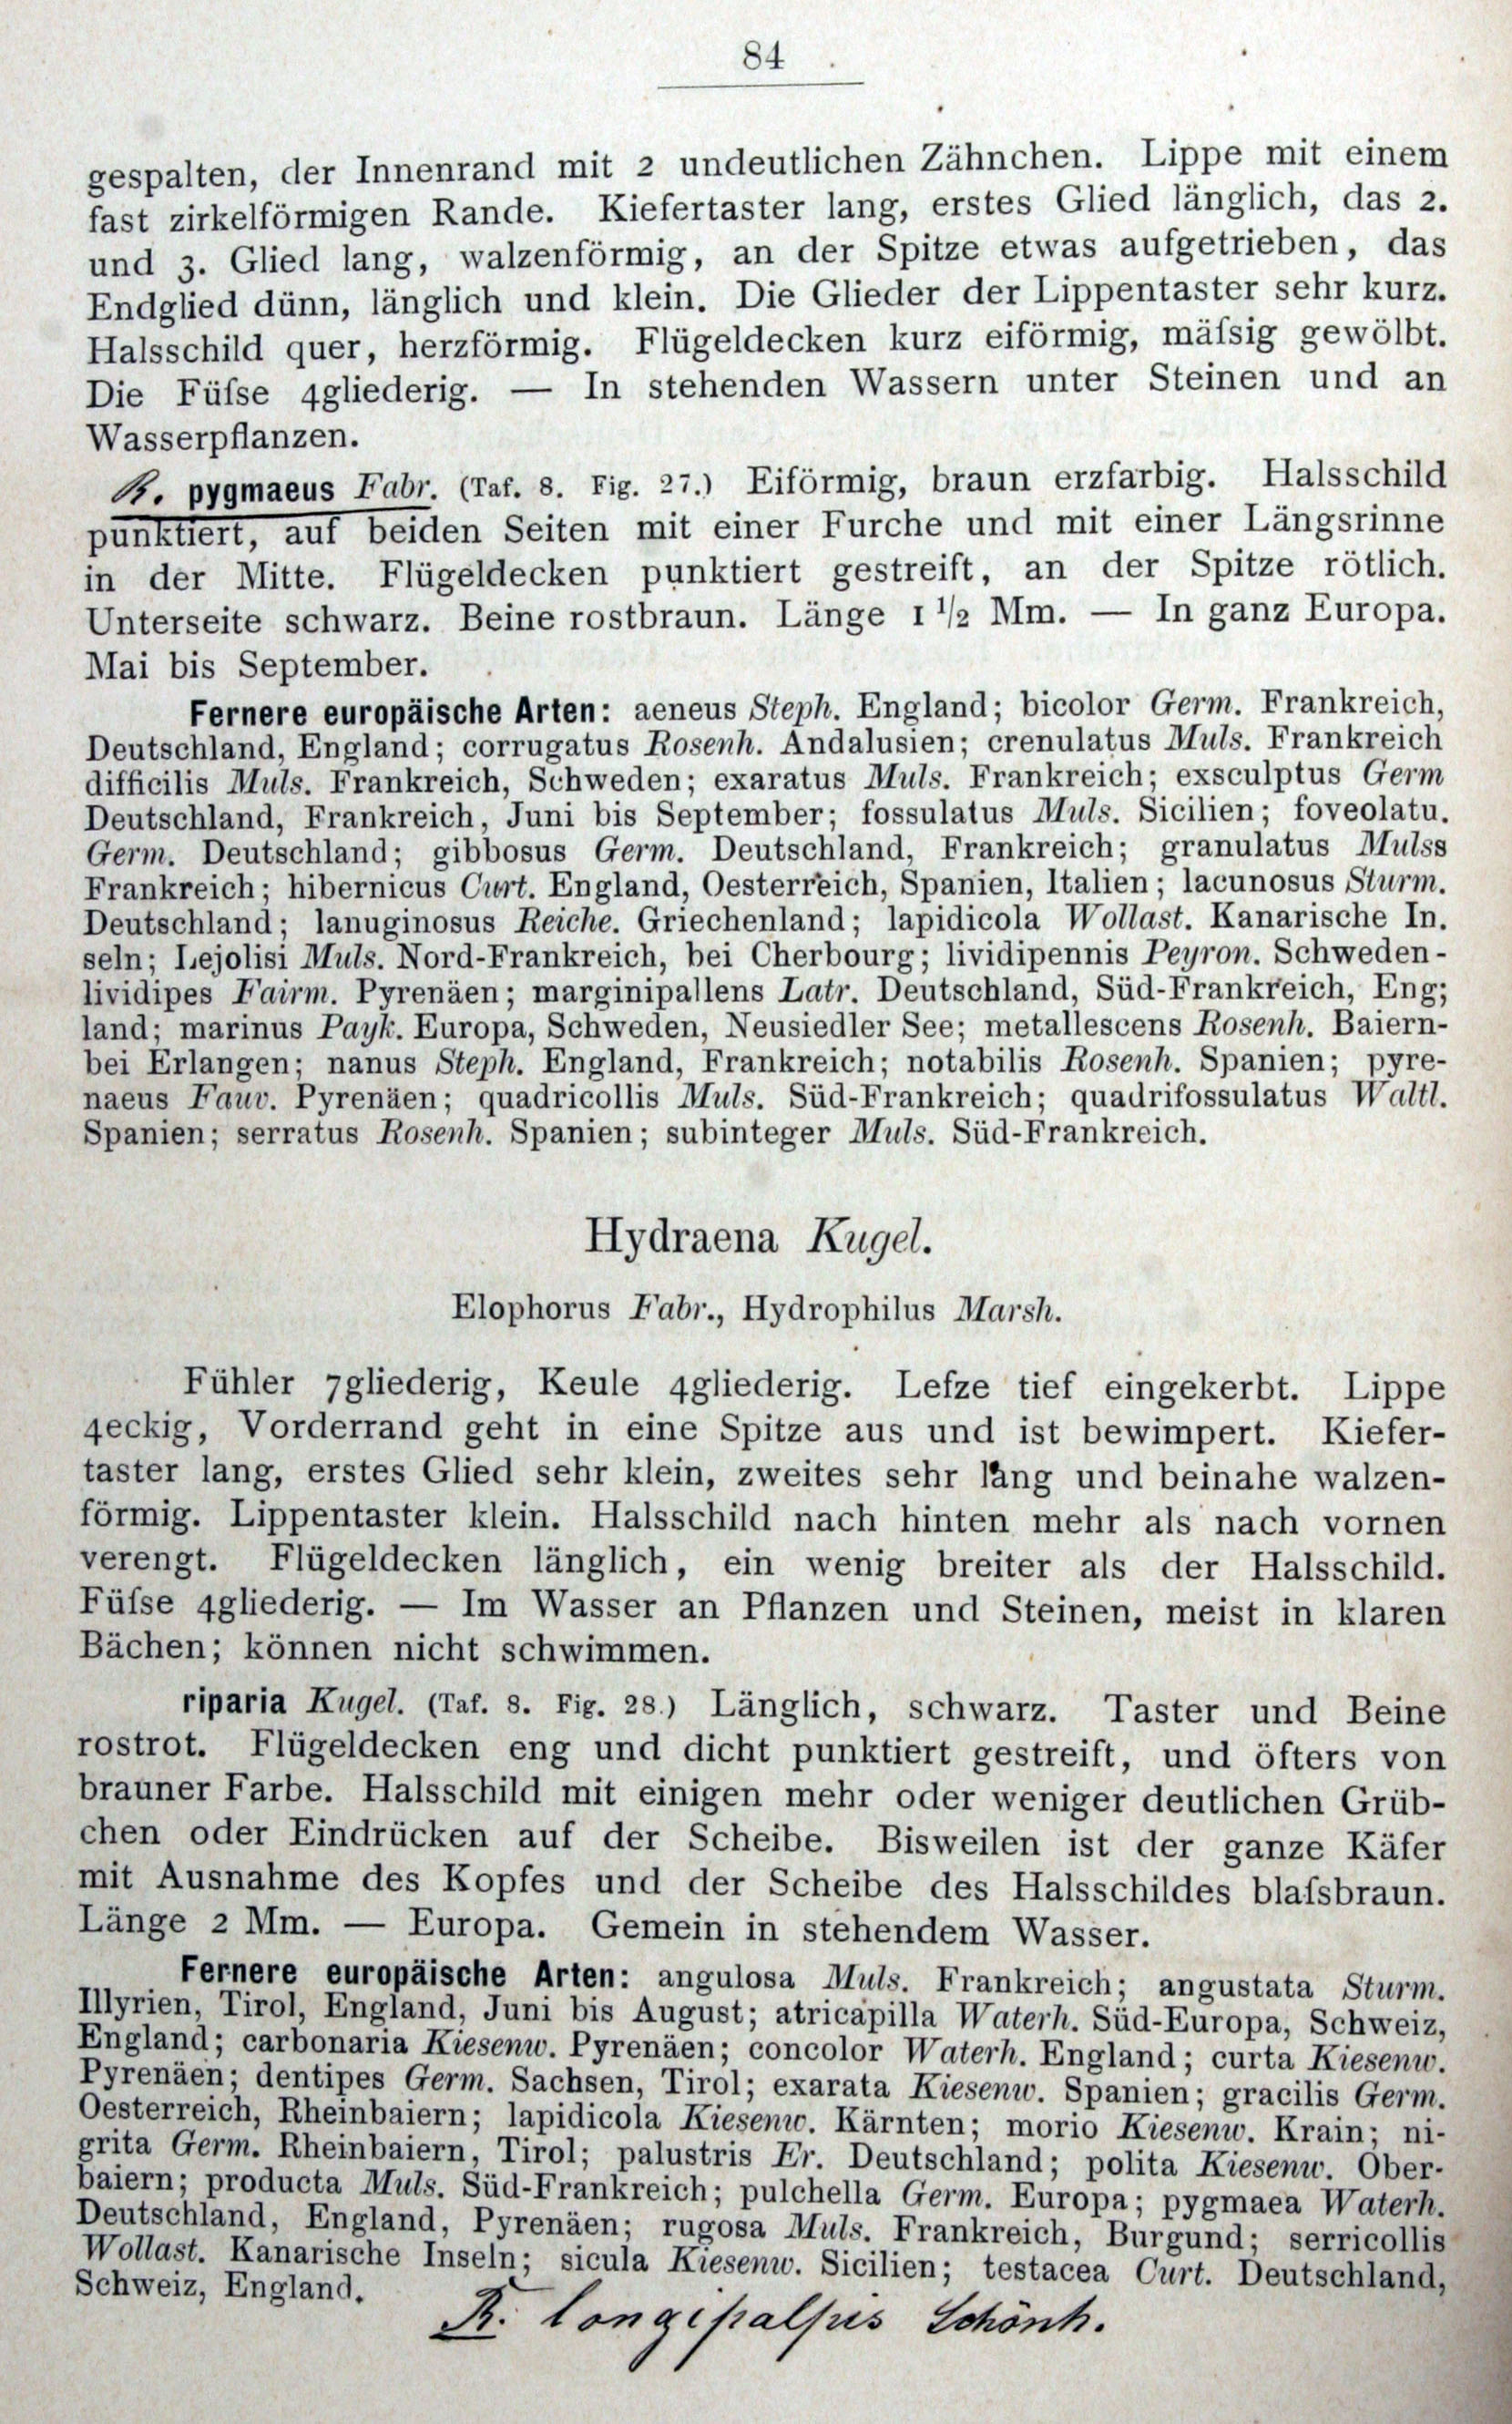 84
gespalten, der Innenrand mit 2 undeutlichen Zähnchen. Lippe mit einem
fast zirkelförmigen Rande. Kiefertaster lang, erstes Glied länglich, das 2.
und 3. Glied lang, walzenförmig, an der Spitze etwas aufgetrieben, das
Endglied dünn, länglich und klein. Die Glieder der Lippentaster sehr kurz.
Halsschild quer, herzförmig. Flügeldecken kurz eiförmig, mäſsig gewölbt.
Die Füſse 4gliederig. — In stehenden Wassern unter Steinen und an
Wasserpflanzen.
R. pygmaeus Fabr. (Taf. 8. Fig. 27.) Eiförmig, braun erzfarbig. Halsschild
punktiert, auf beiden Seiten mit einer Furche und mit einer Längsrinne
in der Mitte. Flügeldecken punktiert gestreift, an der Spitze rötlich.
Unterseite schwarz. Beine rostbraun. Länge 1 1/2 Mm. — In ganz Europa.
Mai bis September.
Fernere europäische Arten: aeneus Steph. England; bicolor Germ. Frankreich,
Deutschland, England; corrugatus Rosenh. Andalusien; crenulatus Muls. Frankreich
difficilis Muls. Frankreich, Schweden; exaratus Muls. Frankreich; exsculptus Germ
Deutschland, Frankreich, Juni bis September; fossulatus Muls. Sicilien; foveolatu.
Germ. Deutschland; gibbosus Germ. Deutschland, Frankreich; granulatus Mulss
Frankreich; hibernicus Curt. England, Oesterreich, Spanien, Italien; lacunosus Sturm.
Deutschland; lanuginosus Reiche. Griechenland; lapidicola Wollast. Kanarische In.
seln; Lejolisi Muls. Nord-Frankreich, bei Cherbourg; lividipennis Peyron. Schweden-
lividipes Fairm. Pyrenäen; marginipallens Latr. Deutschland, Süd-Frankreich, Eng;
land; marinus Payk. Europa, Schweden, Neusiedler See; metallescens Rosenh. Baiern-
bei Erlangen; nanus Steph. England, Frankreich; notabilis Rosenh. Spanien; pyre-
naeus Fauv. Pyrenäen; quadricollis Muls. Süd-Frankreich; quadrifossulatus Waltl.
Spanien; serratus Rosenh. Spanien; subinteger Muls. Süd-Frankreich.
Hydraena Kugel.
Elophorus Fabr., Hydrophilus Marsh.
Fühler 7gliederig, Keule 4gliederig. Lefze tief eingekerbt. Lippe
4eckig, Vorderrand geht in eine Spitze aus und ist bewimpert. Kiefer-
taster lang, erstes Glied sehr klein, zweites sehr lang und beinahe walzen-
förmig. Lippentaster klein. Halsschild nach hinten mehr als nach vornen
verengt. Flügeldecken länglich, ein wenig breiter als der Halsschild.
Füſse 4gliederig. — Im Wasser an Pflanzen und Steinen, meist in klaren
Bächen; können nicht schwimmen.
riparia Kugel. (Taf. 8. Fig. 28.) Länglich, schwarz. Taster und Beine
rostrot. Flügeldecken eng und dicht punktiert gestreift, und öfters von
brauner Farbe. Halsschild mit einigen mehr oder weniger deutlichen Grüb-
chen oder Eindrücken auf der Scheibe. Bisweilen ist der ganze Käfer
mit Ausnahme des Kopfes und der Scheibe des Halsschildes blaſsbraun.
Länge 2 Mm. — Europa. Gemein in stehendem Wasser.
Fernere europäische Arten: angulosa Muls. Frankreich; angustata Sturm.
Illyrien, Tirol, England, Juni bis August; atricapilla Waterh. Süd-Europa, Schweiz,
England; carbonaria Kiesenw. Pyrenäen; concolor Waterh. England; curta Kiesenw.
Pyrenäen; dentipes Germ. Sachsen, Tirol; exarata Kiesenw. Spanien; gracilis Germ.
Oesterreich, Rheinbaiern; lapidicola Kiesenw. Kärnten; morio Kiesenw. Krain; ni-
grita Germ. Rheinbaiern, Tirol; palustris Er. Deutschland; polita Kiesenw. Ober-
baiern; producta Muls. Süd-Frankreich; pulchella Germ. Europa; pygmaea Waterh.
Deutschland, England, Pyrenäen; rugosa Muls. Frankreich, Burgund; serricollis
Wollast. Kanarische Inseln; sicula Kiesenw. Sicilien; testacea Curt. Deutschland,
Schweiz, England.
R. longipalpis Schönh.